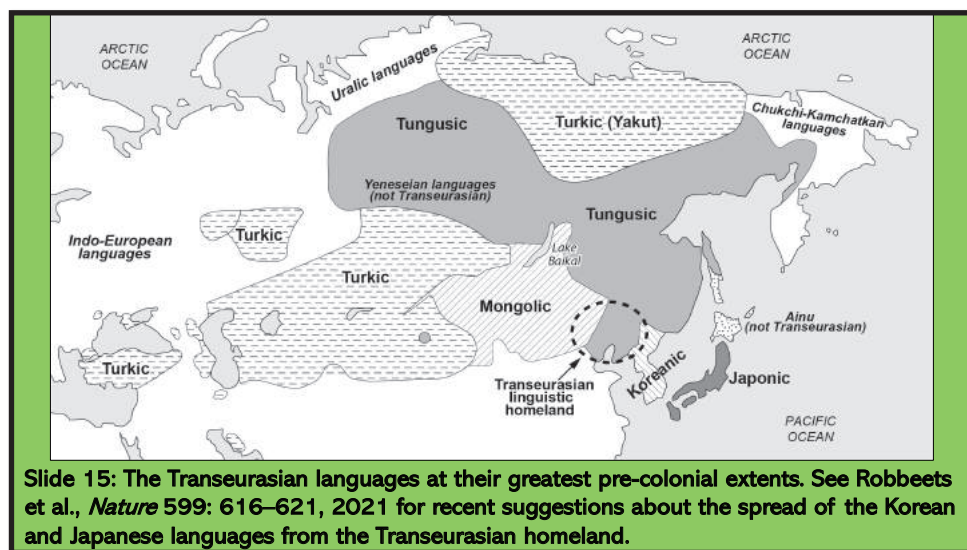 ARCTIC
OCEAN
ARCTIC
OCEAN
Uralic languages
Chukchi-Kamchatkan
languages
Tungusic
Turkic (Yakut)
Yeneseian languages
(not Transeurasian)
Tungusic
Indo-European
languages
Turkic
Lake
Baikal
Turkic
Mongolic
Ainu
(not Transeurasian)
Turkic
Transeurasian
linguistic
homeland
Koreanic
Japonic
PACIFIC
OCEAN
Slide 15: The Transeurasian languages at their greatest pre-colonial extents. See Robbeets
et al., Nature 599: 616–621, 2021 for recent suggestions about the spread of the Korean
and Japanese languages from the Transeurasian homeland.